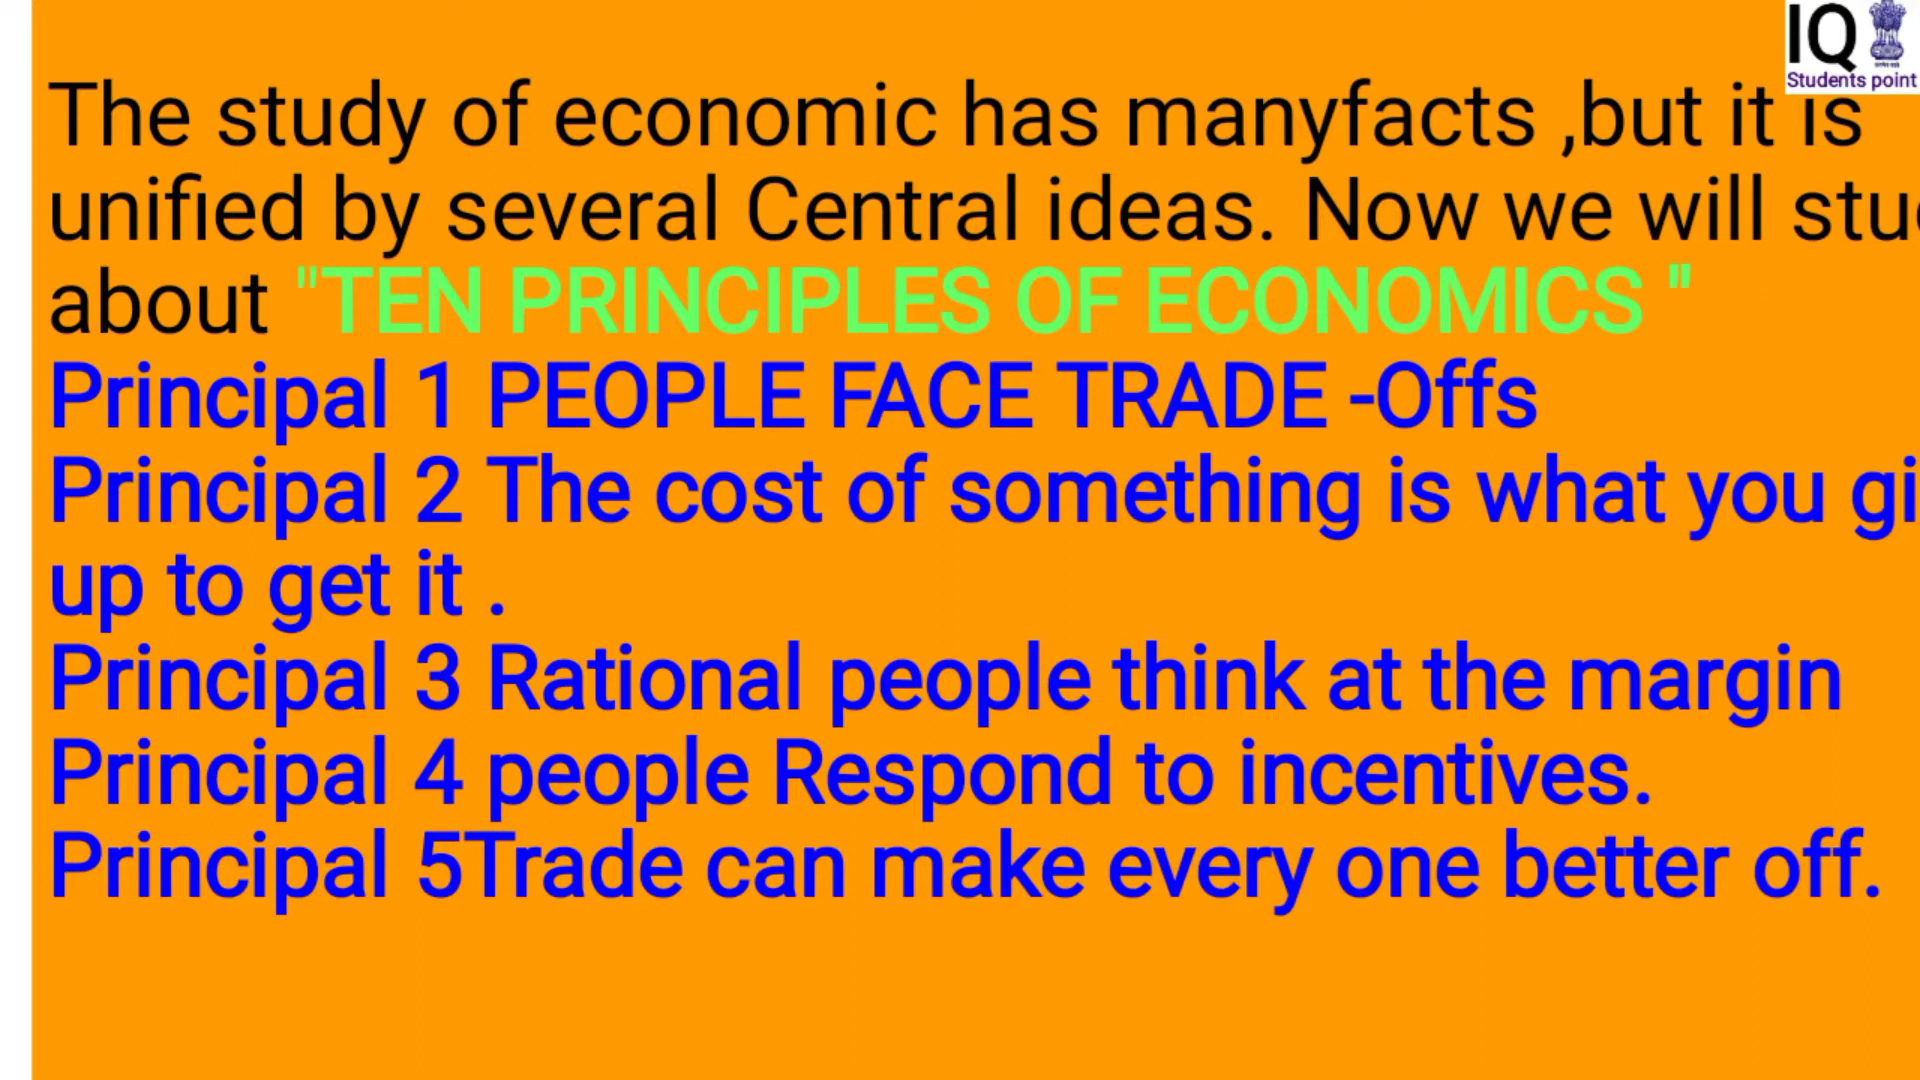 IQ
Students point
The study of economic has manyfacts ,but it is
unified by several Central ideas. Now we will
about "TEN PRINCIPLES OF ECONOMICS "
Principal 1 PEOPLE FACE TRADE -Offs
Principal 2 The cost of something is what you
up to get it .
Principal 3 Rational people think at the margin
Principal 4 people Respond to incentives.
Principal 5Trade can make every one better off.